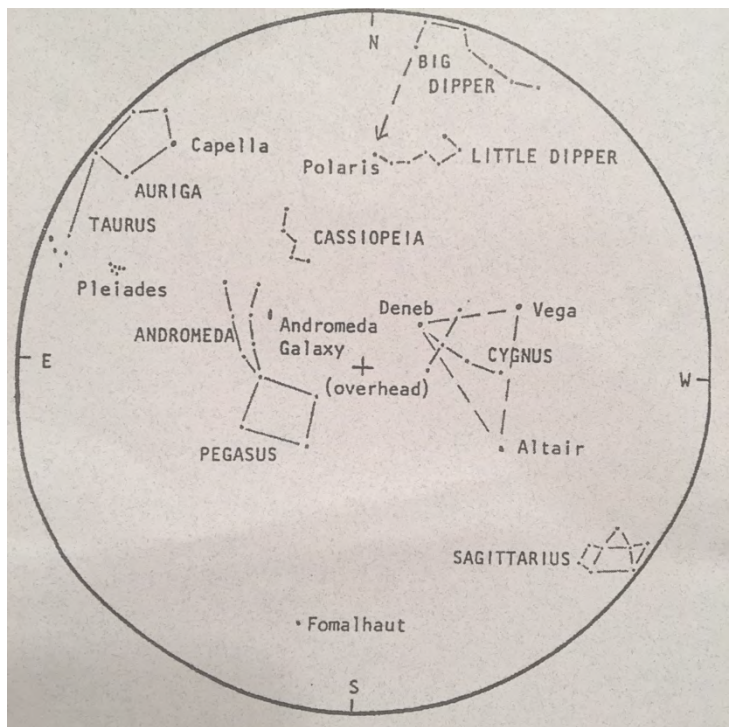 N
BIG
DIPPER
Capella
Polaris
LITTLE DIPPER
AURIGA
TAURUS
CASSIOPEIA
Pleiades
Deneb
Vega
ANDROMEDA
Andromeda
Galaxy
CYGNUS
E
(overhead)
W
PEGASUS
Altair
SAGITTARIUS
Fomalhaut
S